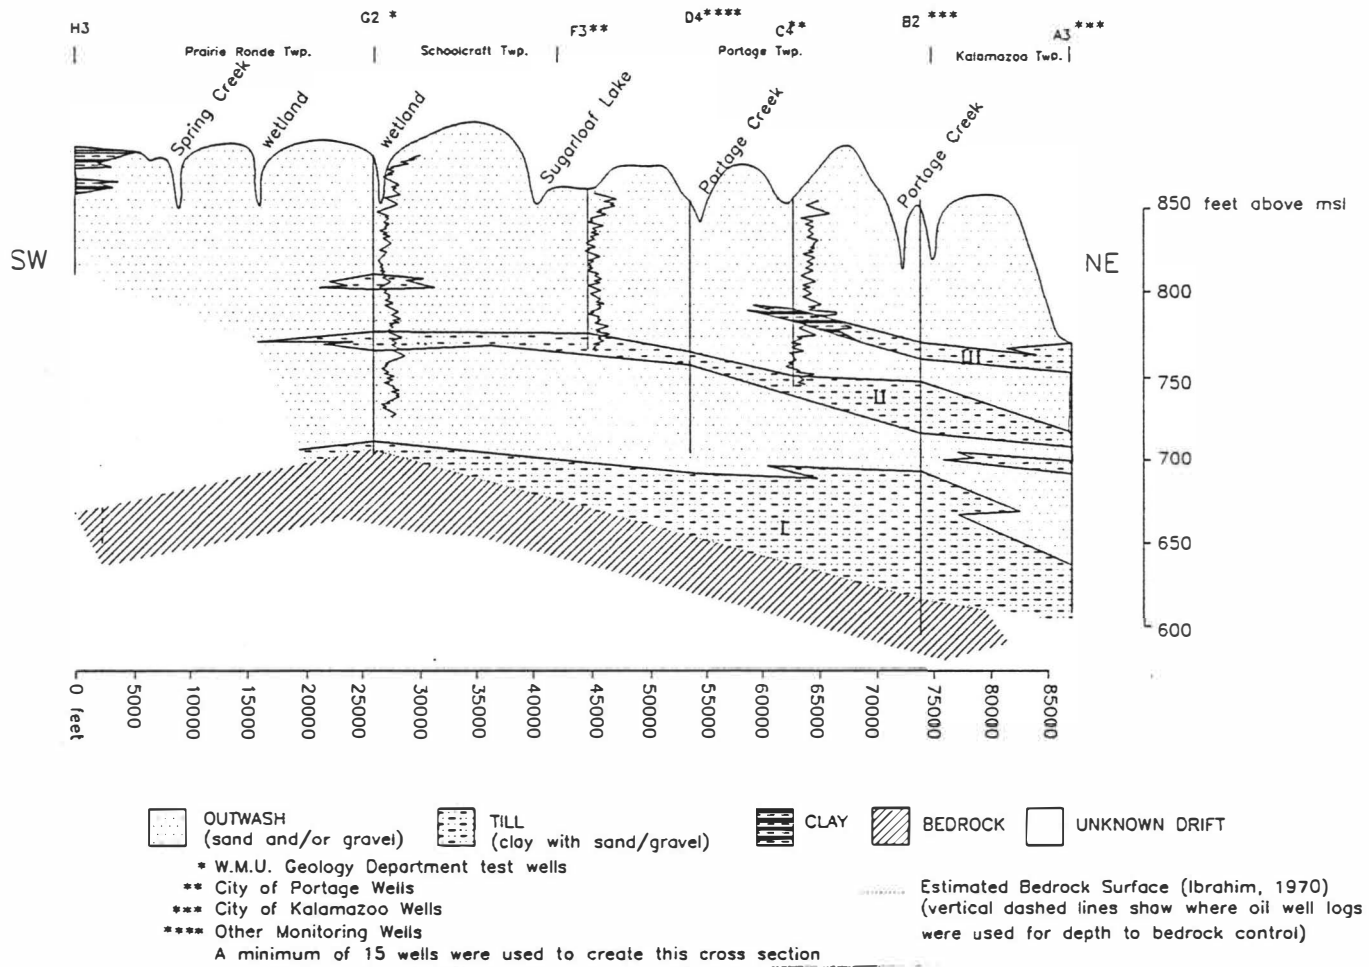 H3
G2 *
F3**
D4****
C4**
B2 ***
A3***
Prairie Ronde Twp.
Schoolcraft Twp.
Portage Twp.
Kalamazoo Twp.
Spring Creek
wetland
wetland
Sugarloaf Lake
Portage Creek
Portage Creek
SW
NE
850 feet above msl
800
750
700
650
600
III
II
I
0 feet
5000
10000
15000
20000
25000
30000
35000
40000
45000
50000
55000
60000
65000
70000
75000
80000
85000
OUTWASH
(sand and/or gravel)
TILL
(clay with sand/gravel)
CLAY
BEDROCK
UNKNOWN DRIFT
* W.M.U. Geology Department test wells
** City of Portage Wells
*** City of Kalamazoo Wells
**** Other Monitoring Wells
A minimum of 15 wells were used to create this cross section
Estimated Bedrock Surface (Ibrahim, 1970)
(vertical dashed lines show where oil well logs
were used for depth to bedrock control)